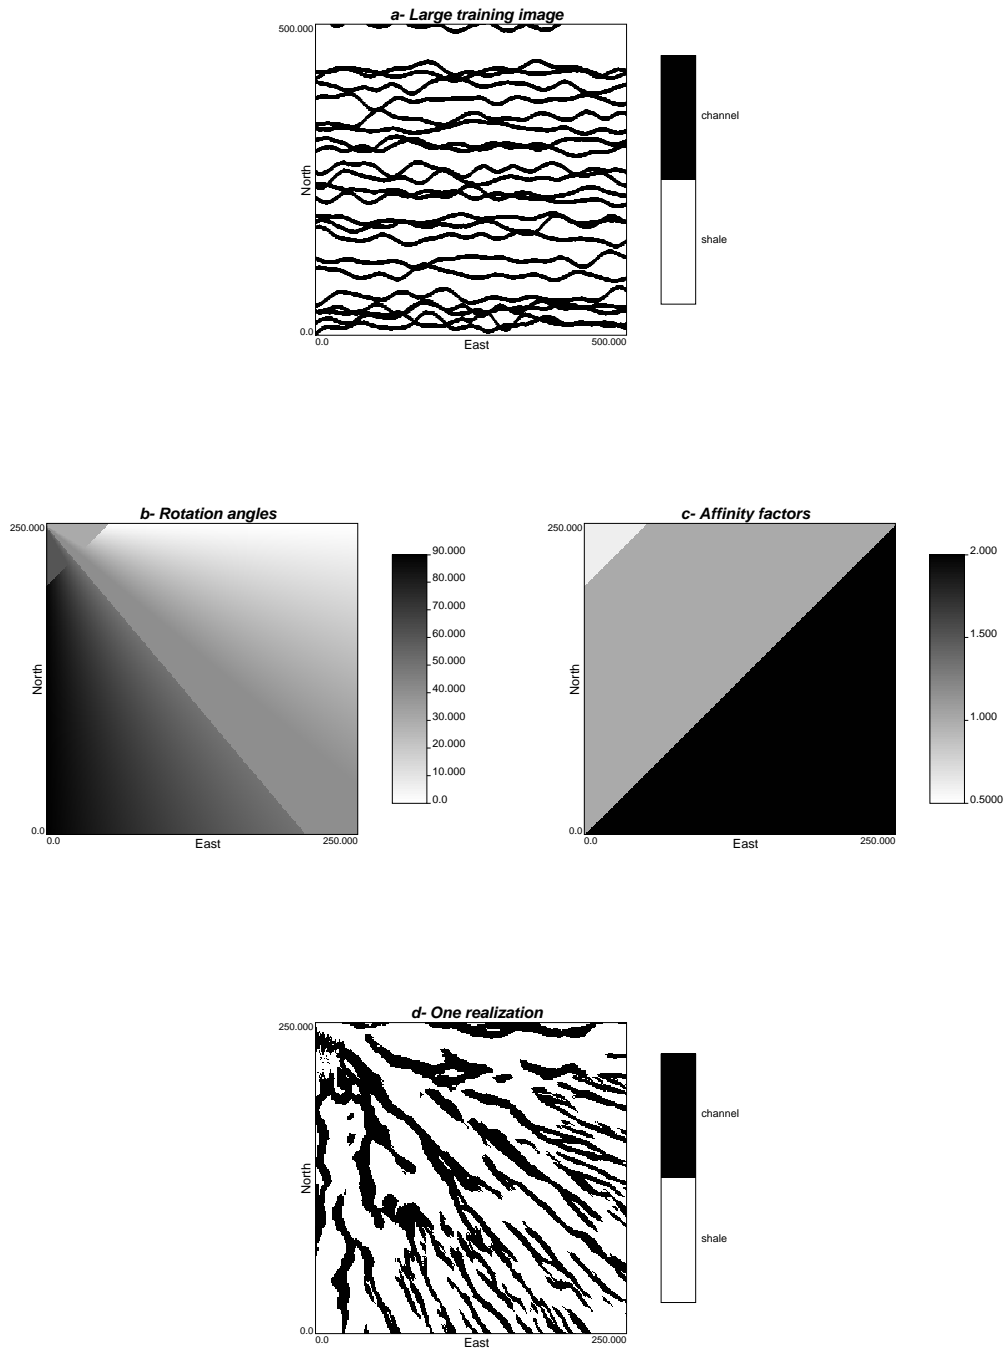 a- Large training image
500.000
North
0.0
0.0
500.000
East
channel
shale
b- Rotation angles
250.000
North
0.0
0.0
250.000
East
90.000
80.000
70.000
60.000
50.000
40.000
30.000
20.000
10.000
0.0
c- Affinity factors
250.000
North
0.0
0.0
250.000
East
2.000
1.500
1.000
0.5000
d- One realization
250.000
North
0.0
0.0
250.000
East
channel
shale